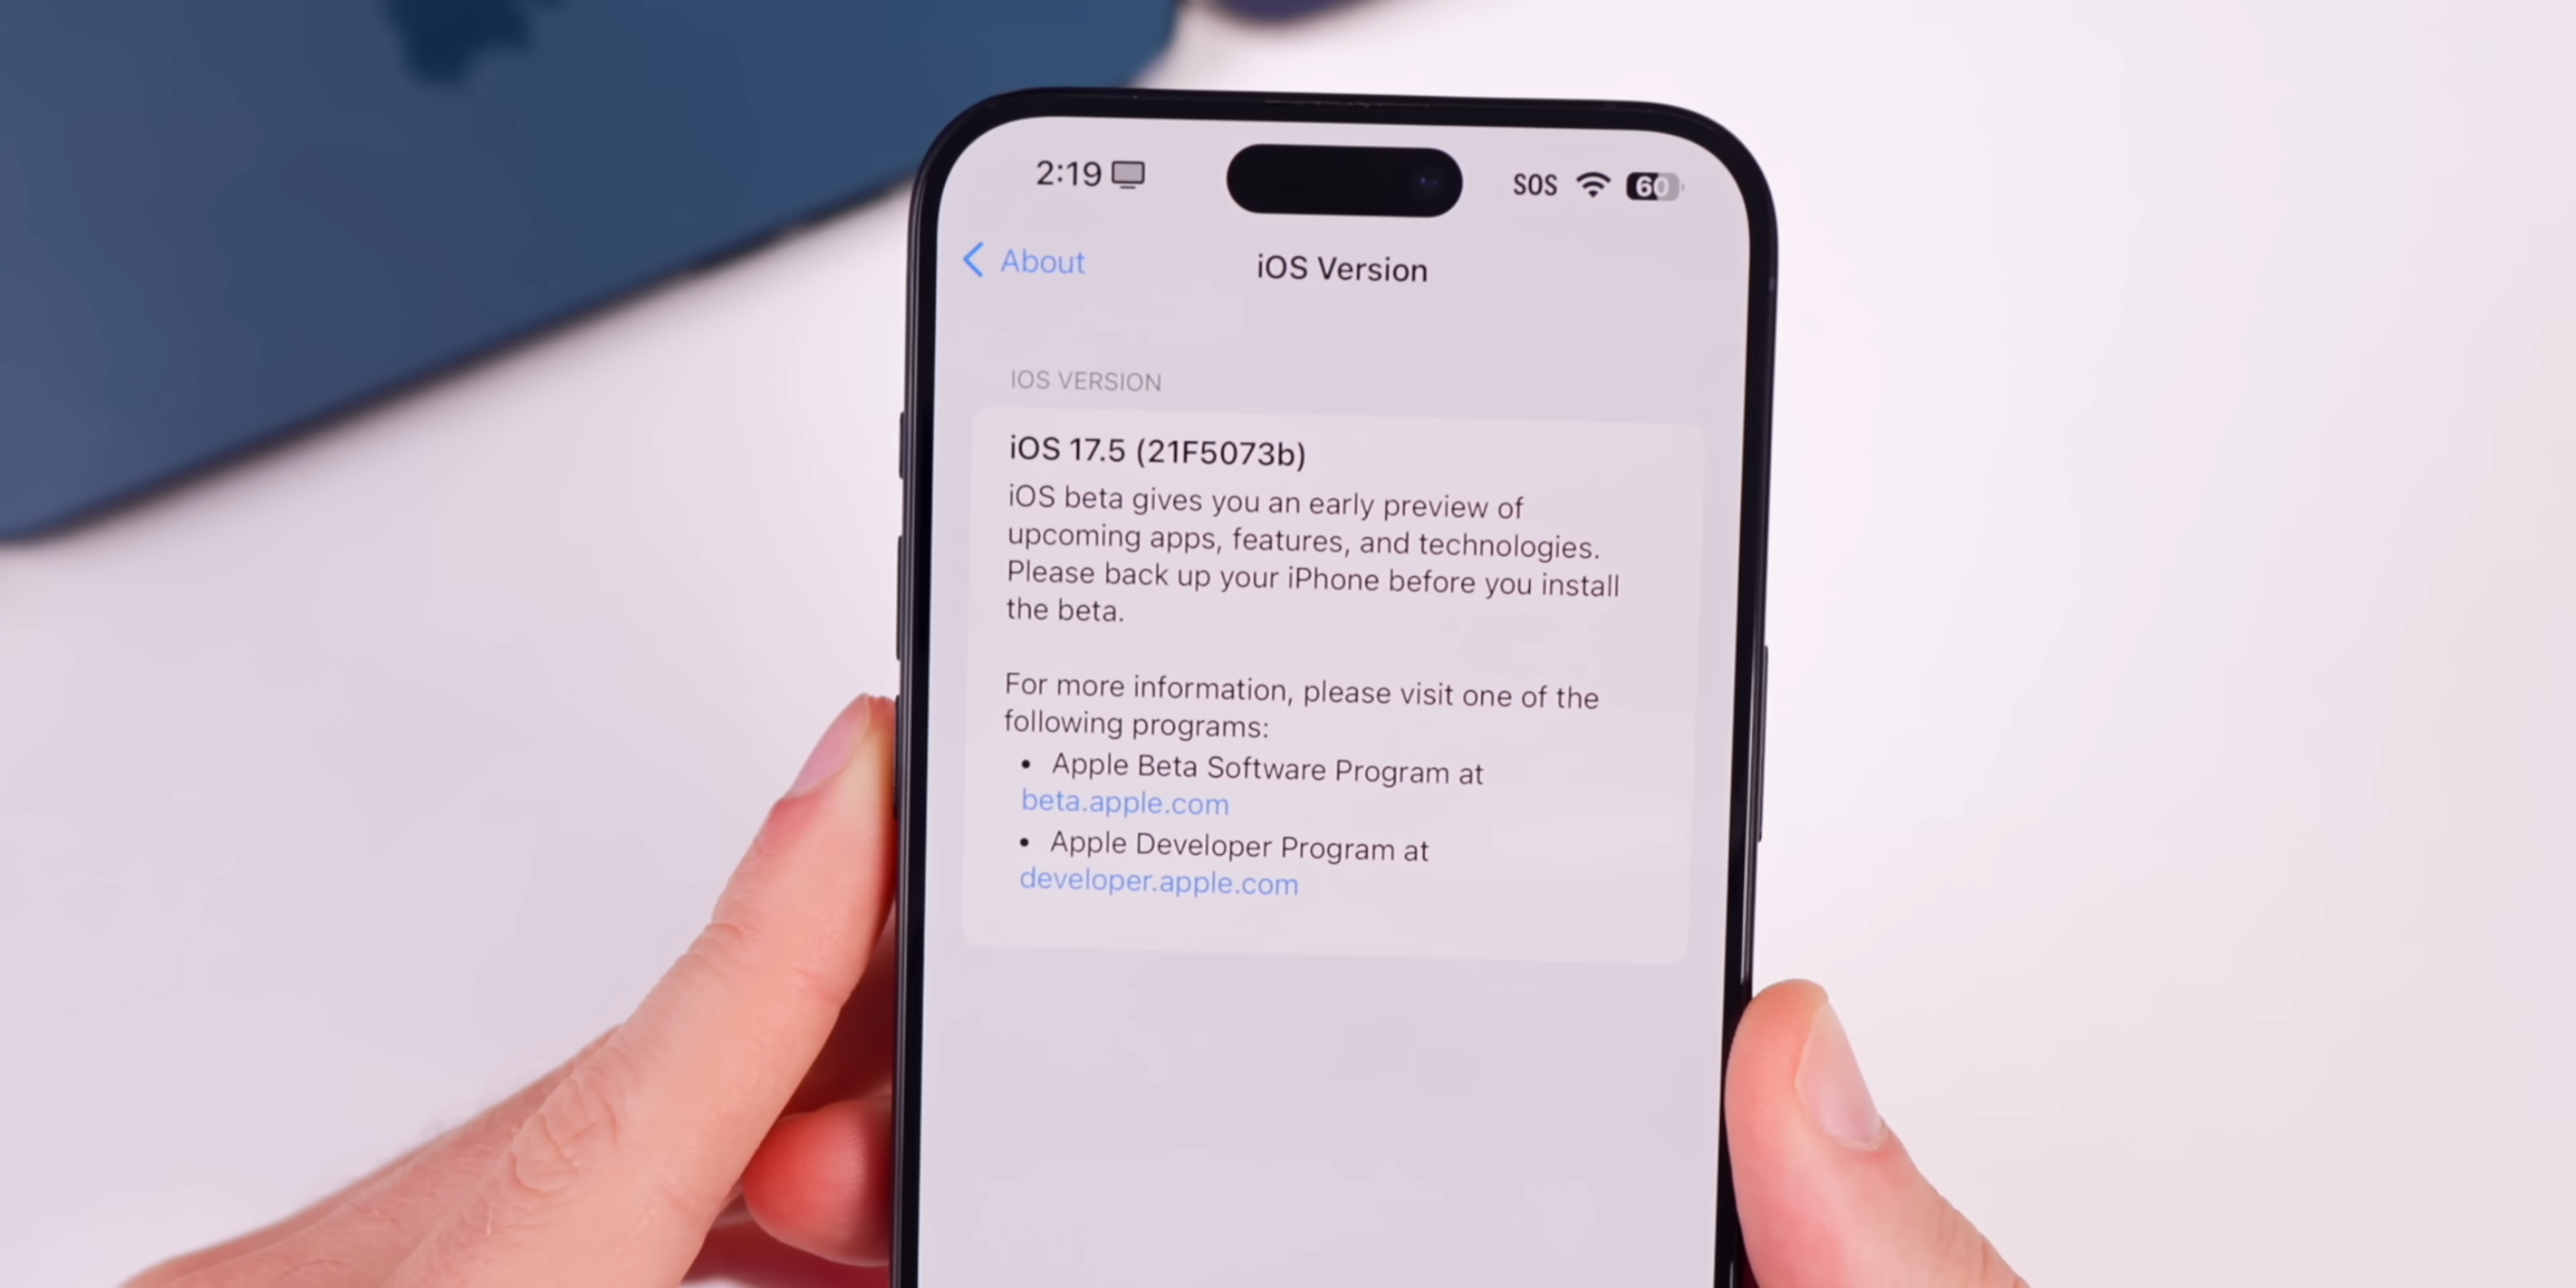 2:19
SOS 60
About
iOS Version
IOS VERSION
iOS 17.5 (21F5073b)
iOS beta gives you an early preview of
upcoming apps, features, and technologies.
Please back up your iPhone before you install
the beta.
For more information, please visit one of the
following programs:
• Apple Beta Software Program at
beta.apple.com
• Apple Developer Program at
developer.apple.com